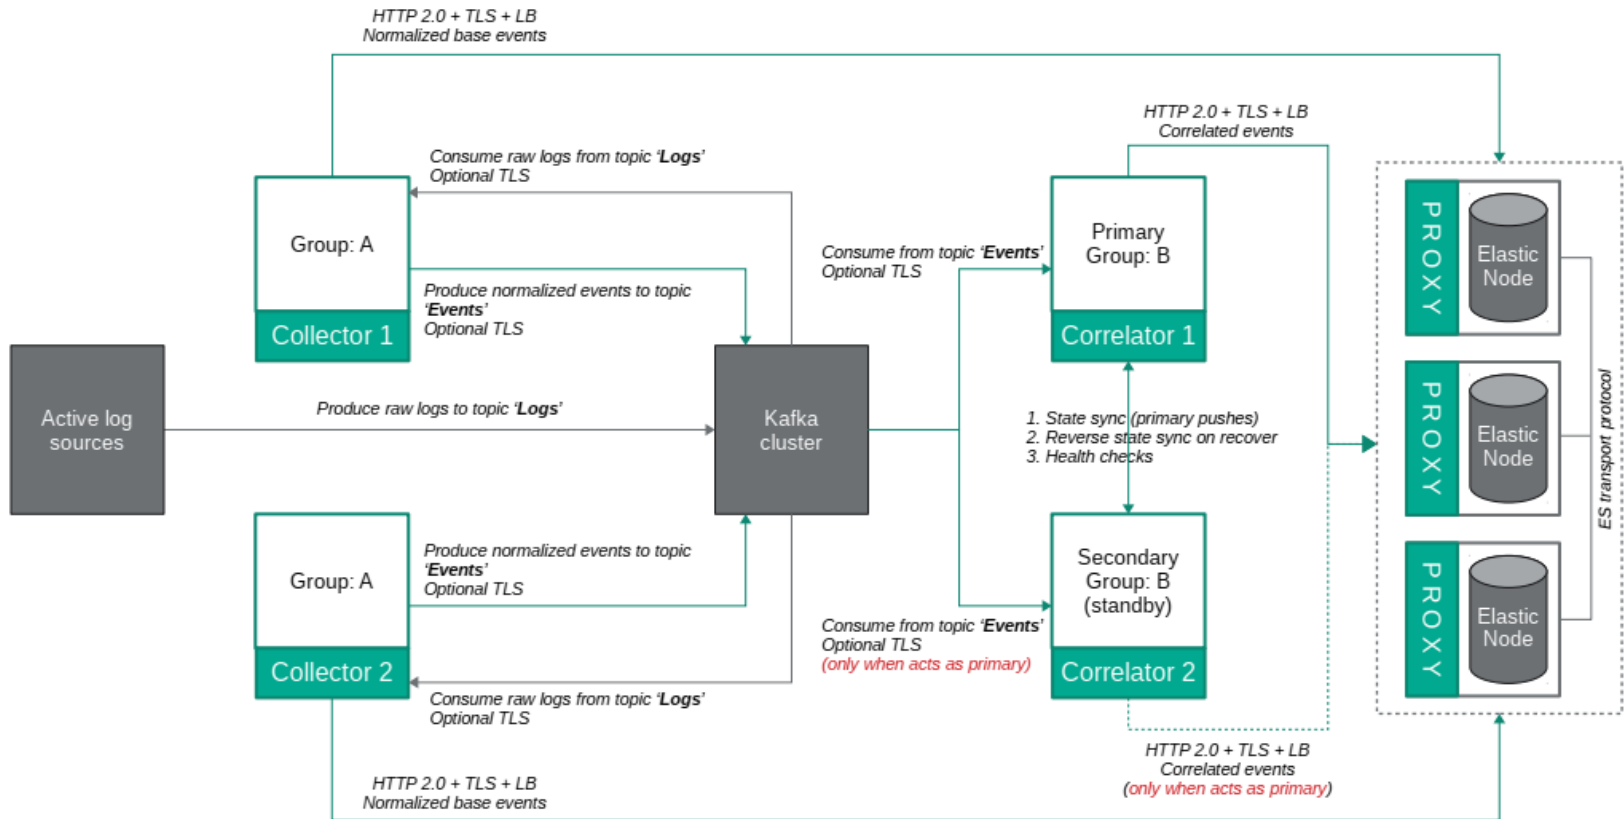 HTTP 2.0 + TLS + LB
Normalized base events
HTTP 2.0 + TLS + LB
Correlated events
Consume raw logs from topic ‘Logs’
Optional TLS
Group: A
Produce normalized events to topic
‘Events’
Optional TLS
Collector 1
Consume from topic ‘Events’
Optional TLS
Primary
Group: B
Correlator 1
PROXY
Elastic
Node
Active log
sources
Produce raw logs to topic ‘Logs’
Kafka
cluster
1. State sync (primary pushes)
2. Reverse state sync on recover
3. Health checks
PROXY
Elastic
Node
ES transport protocol
Group: A
Produce normalized events to topic
‘Events’
Optional TLS
Collector 2
Consume raw logs from topic ‘Logs’
Optional TLS
Consume from topic ‘Events’
Optional TLS
(only when acts as primary)
Secondary
Group: B
(standby)
Correlator 2
PROXY
Elastic
Node
HTTP 2.0 + TLS + LB
Normalized base events
HTTP 2.0 + TLS + LB
Correlated events
(only when acts as primary)